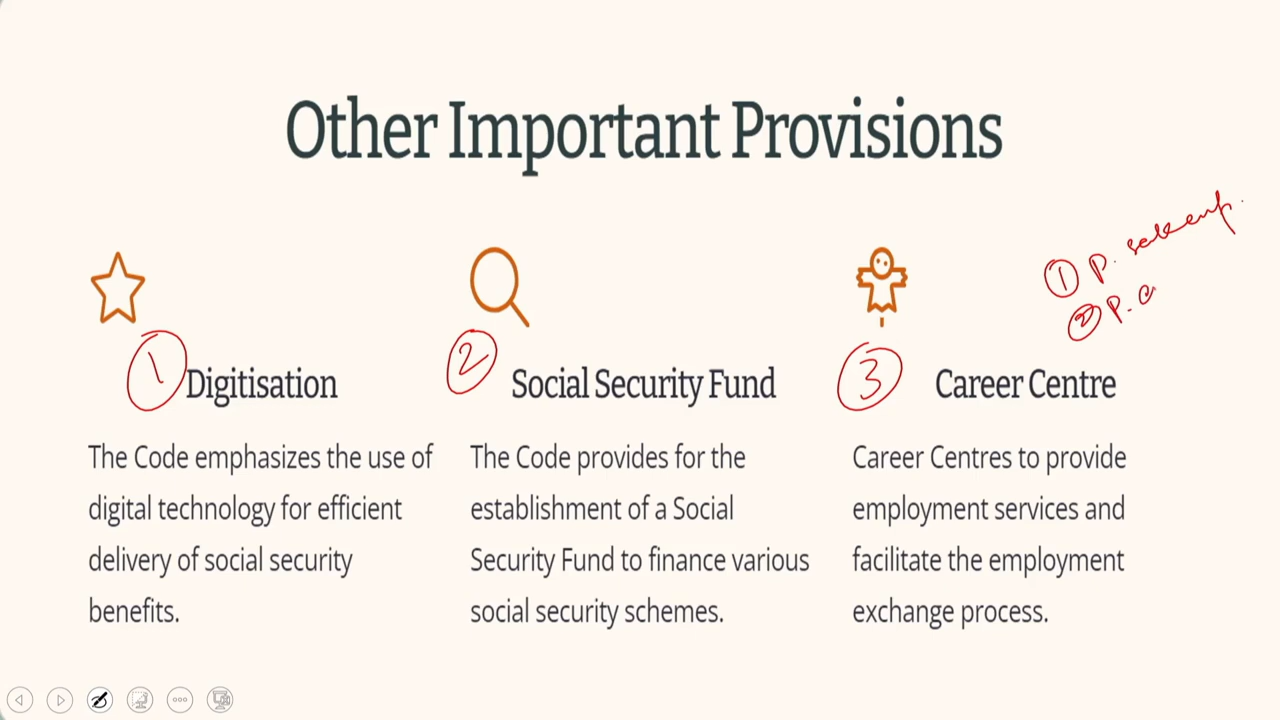 Other Important Provisions
① P.
② P. C
① Digitisation
The Code emphasizes the use of
digital technology for efficient
delivery of social security
benefits.
② Social Security Fund
The Code provides for the
establishment of a Social
Security Fund to finance various
social security schemes.
③ Career Centre
Career Centres to provide
employment services and
facilitate the employment
exchange process.